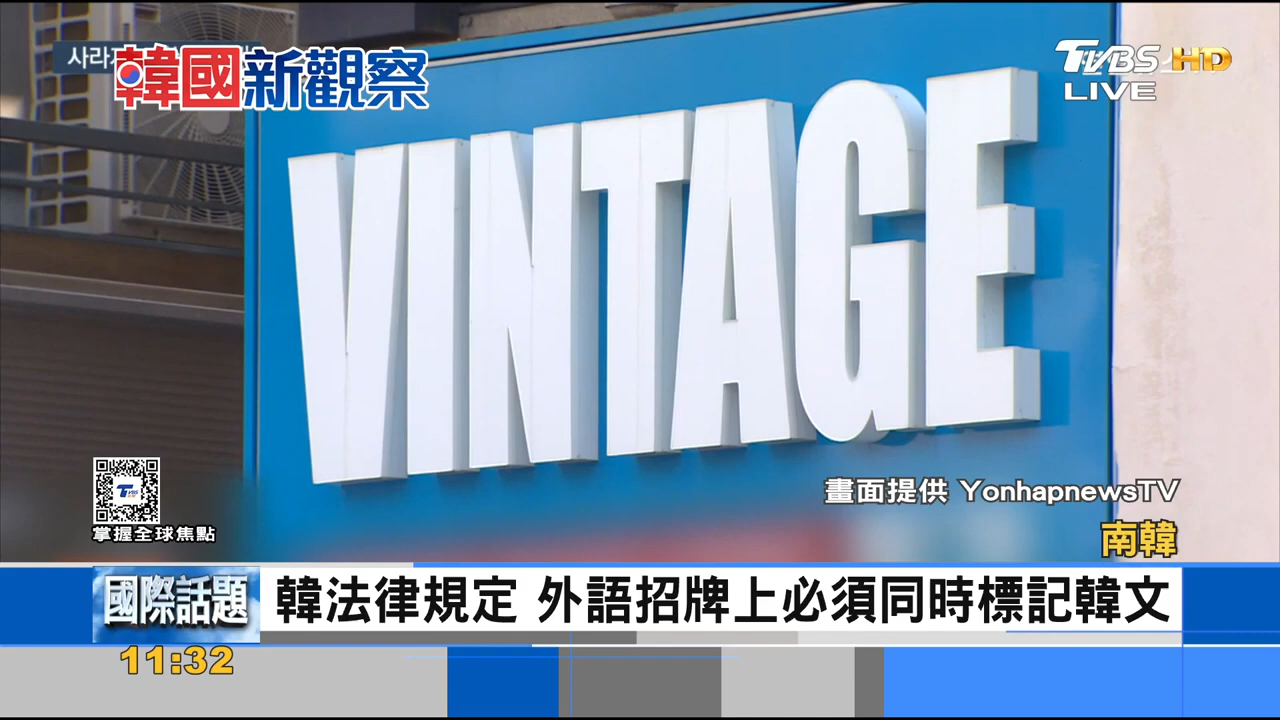 사라
韓國新觀察
TVBS HD
LIVE
VINTAGE
畫面提供 YonhapnewsTV
南韓
TVBS
掌握全球焦點
國際話題
韓法律規定 外語招牌上必須同時標記韓文
11:32